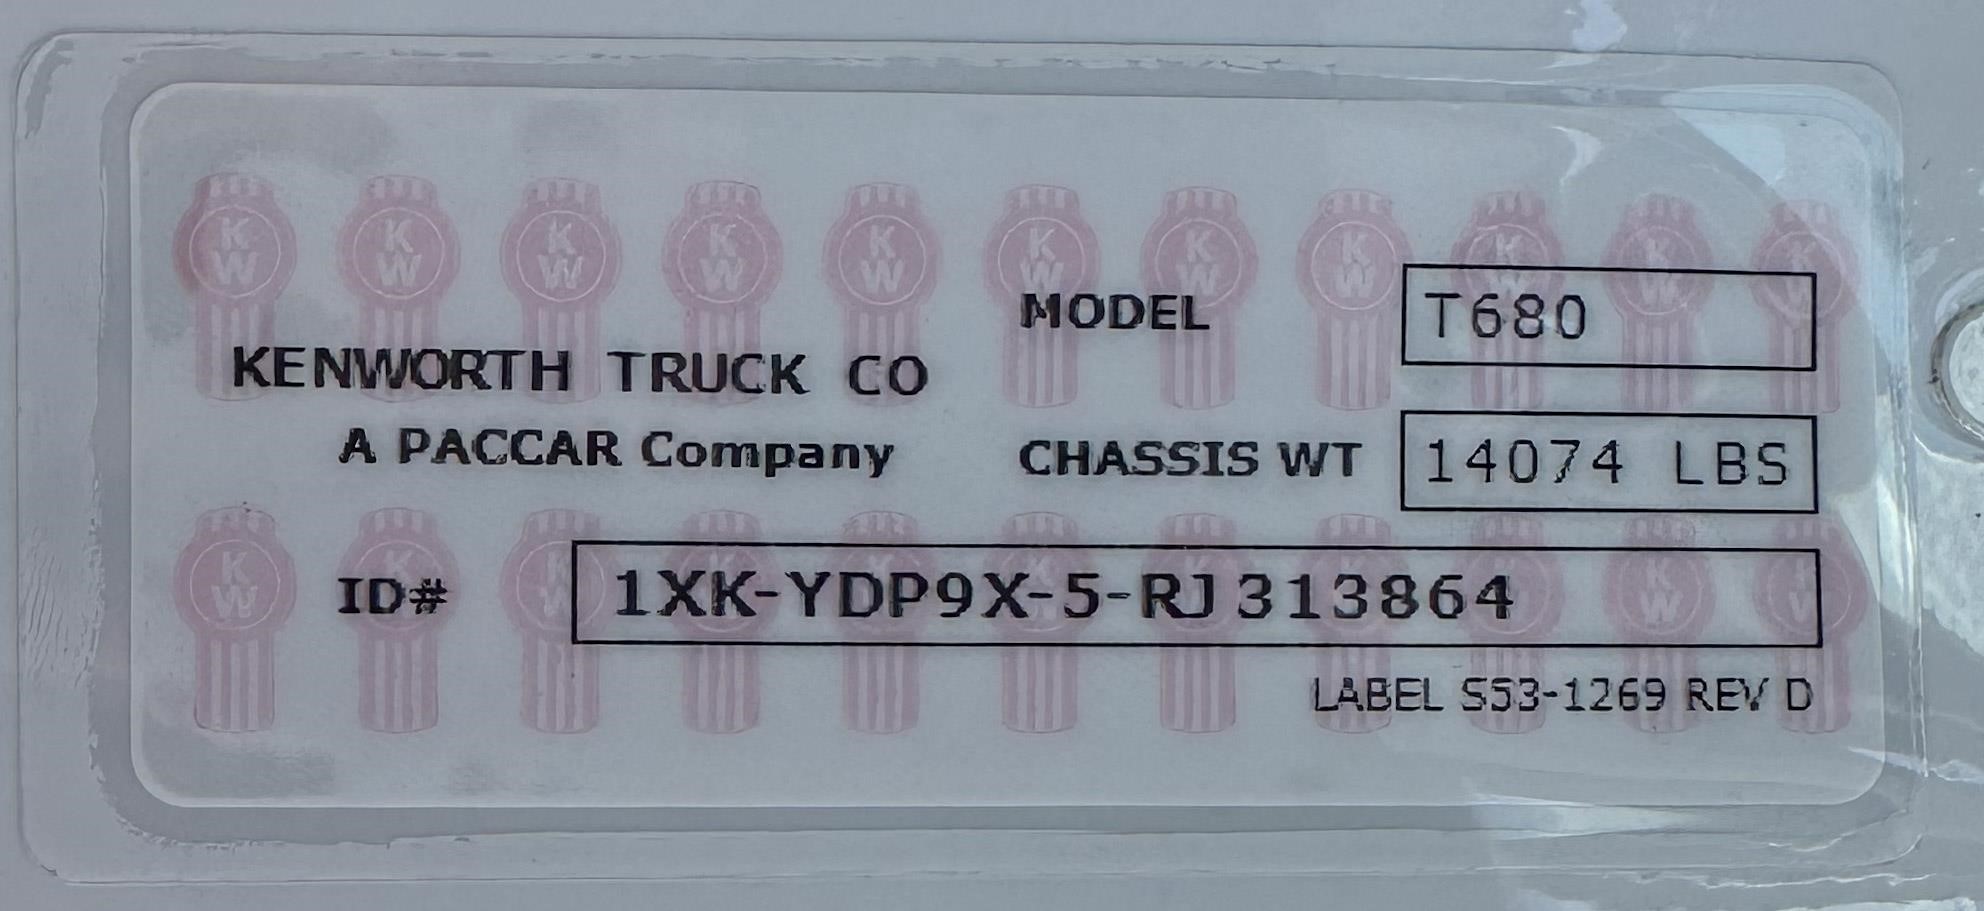 KENWORTH TRUCK CO
A PACCAR Company
MODEL T680
CHASSIS WT 14074 LBS
ID# 1XK-YDP9X-5-RJ313864
LABEL S53-1269 REV D